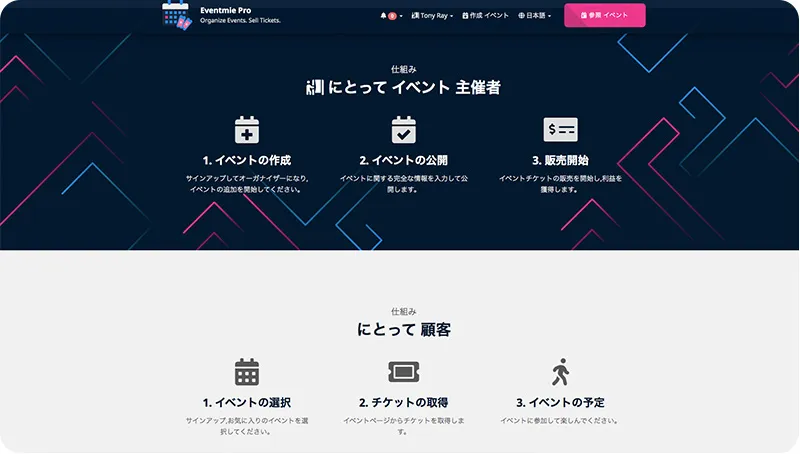 Eventmie Pro
Organize Events. Sell Tickets.
Tony Ray
作成 イベント
日本語
参照 イベント
仕組み
にとって イベント 主催者
1. イベントの作成
サインアップしてオーガナイザーになり,
イベントの追加を開始してください。
2. イベントの公開
イベントに関する完全な情報を入力して公
開します。
3. 販売開始
イベントチケットの販売を開始し,利益を
獲得します。
仕組み
にとって 顧客
1. イベントの選択
サインアップ,お気に入りのイベントを選
択してください。
2. チケットの取得
イベントページからチケットを取得しま
す。
3. イベントの予定
イベントに参加して楽しんでください。